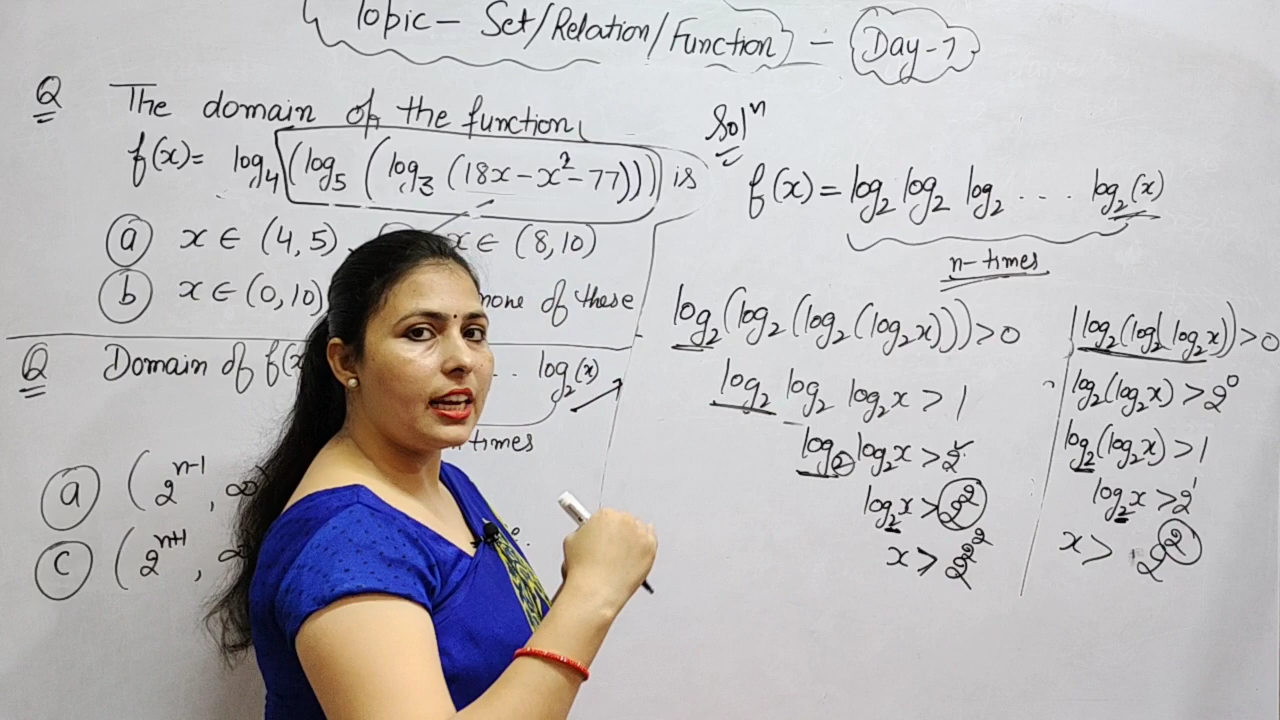 Topic - Set/Relation/Function - Day-7
Q The domain of the function
f(x) = log₄(log₅(log₃(18x-x²-77))) is
ⓐ x ∈ (4,5), x ∈ (8,10)
ⓑ x ∈ (0,10) none of these
Q Domain of f(x ... log₂(x)
times
ⓐ (2ⁿ⁻¹, ∞
ⓒ (2ⁿ⁺¹, ∞
Solⁿ
f(x) = log₂ log₂ log₂ .... log₂(x)
n-times
log₂(log₂(log₂(log₂x))) > 0
log₂ log₂ log₂x > 1
log₂ log₂x > 2
log₂x > 2²
x > 2^2^2
log₂(log₂ log₂x)) > 0
log₂(log₂x) > 2⁰
log₂(log₂x) > 1
log₂x > 2¹
x > 2²